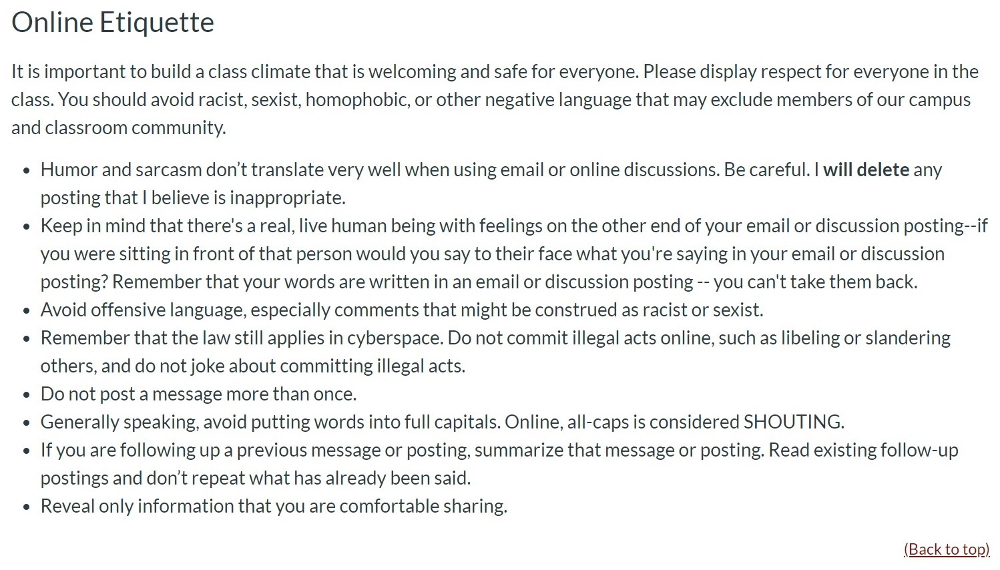 Online Etiquette
It is important to build a class climate that is welcoming and safe for everyone. Please display respect for everyone in the
class. You should avoid racist, sexist, homophobic, or other negative language that may exclude members of our campus
and classroom community.
• Humor and sarcasm don’t translate very well when using email or online discussions. Be careful. I will delete any
posting that I believe is inappropriate.
• Keep in mind that there's a real, live human being with feelings on the other end of your email or discussion posting--if
you were sitting in front of that person would you say to their face what you're saying in your email or discussion
posting? Remember that your words are written in an email or discussion posting -- you can't take them back.
• Avoid offensive language, especially comments that might be construed as racist or sexist.
• Remember that the law still applies in cyberspace. Do not commit illegal acts online, such as libeling or slandering
others, and do not joke about committing illegal acts.
• Do not post a message more than once.
• Generally speaking, avoid putting words into full capitals. Online, all-caps is considered SHOUTING.
• If you are following up a previous message or posting, summarize that message or posting. Read existing follow-up
postings and don’t repeat what has already been said.
• Reveal only information that you are comfortable sharing.
(Back to top)